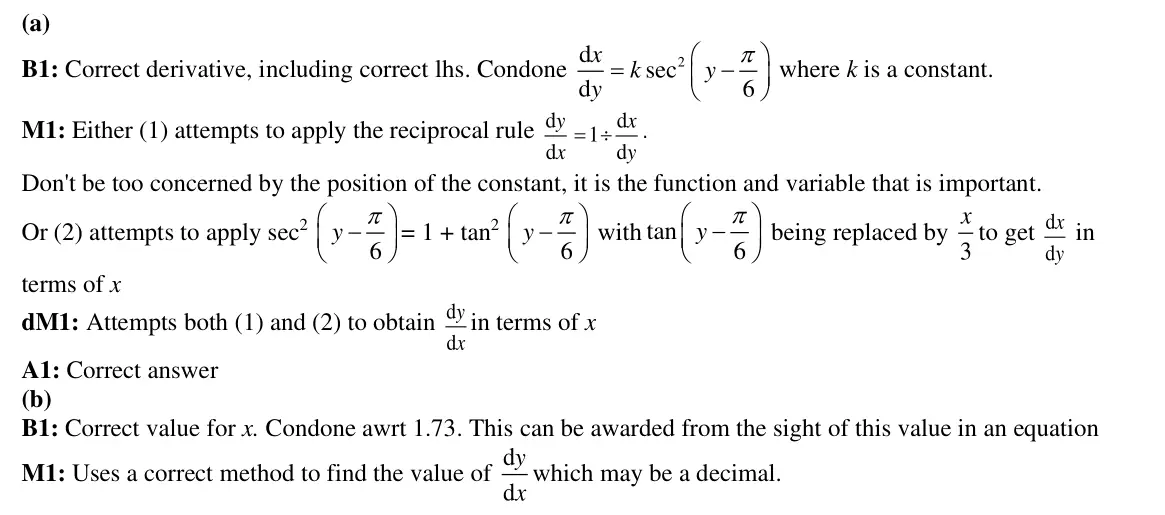 (a)
B1: Correct derivative, including correct lhs. Condone dx/dy = k sec²(y − π/6) where k is a constant.
M1: Either (1) attempts to apply the reciprocal rule dy/dx = 1 ÷ dx/dy.
Don't be too concerned by the position of the constant, it is the function and variable that is important.
Or (2) attempts to apply sec²(y − π/6) = 1 + tan²(y − π/6) with tan(y − π/6) being replaced by x/3 to get dx/dy in
terms of x
dM1: Attempts both (1) and (2) to obtain dy/dx in terms of x
A1: Correct answer
(b)
B1: Correct value for x. Condone awrt 1.73. This can be awarded from the sight of this value in an equation
M1: Uses a correct method to find the value of dy/dx which may be a decimal.